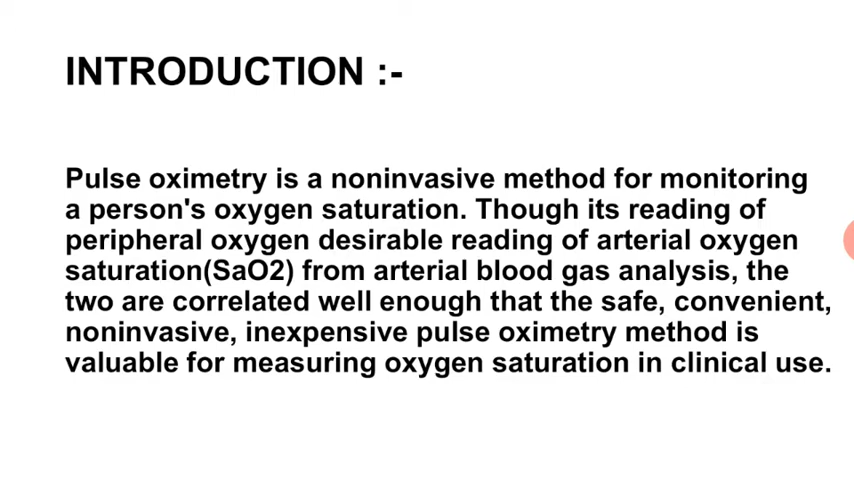 INTRODUCTION :-
Pulse oximetry is a noninvasive method for monitoring
a person's oxygen saturation. Though its reading of
peripheral oxygen desirable reading of arterial oxygen
saturation(SaO2) from arterial blood gas analysis, the
two are correlated well enough that the safe, convenient,
noninvasive, inexpensive pulse oximetry method is
valuable for measuring oxygen saturation in clinical use.